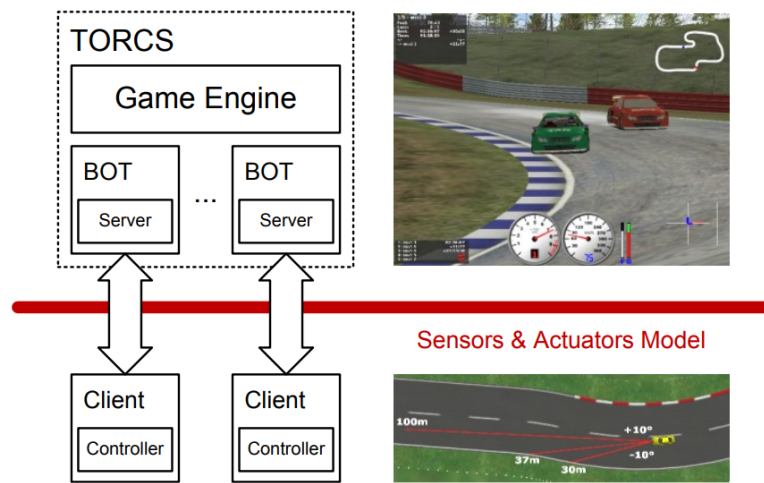 TORCS
Game Engine
BOT
Server
...
BOT
Server
Sensors & Actuators Model
Client
Controller
Client
Controller
75
100m
+10°
-10°
37m
30m